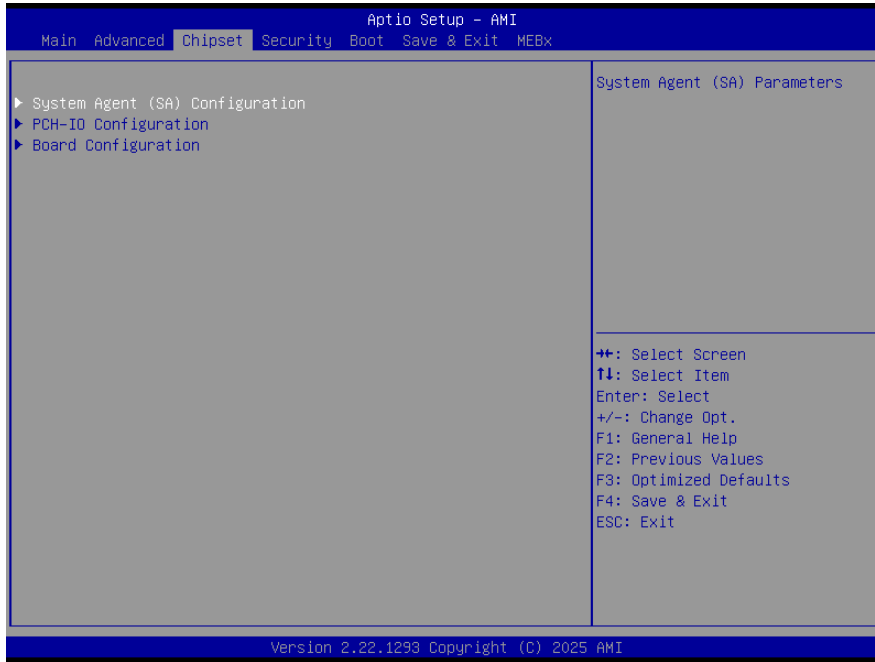 Aptio Setup – AMI
Main Advanced Chipset Security Boot Save & Exit MEBx
System Agent (SA) Configuration
PCH-IO Configuration
Board Configuration
System Agent (SA) Parameters
→←: Select Screen
↑↓: Select Item
Enter: Select
+/-: Change Opt.
F1: General Help
F2: Previous Values
F3: Optimized Defaults
F4: Save & Exit
ESC: Exit
Version 2.22.1293 Copyright (C) 2025 AMI